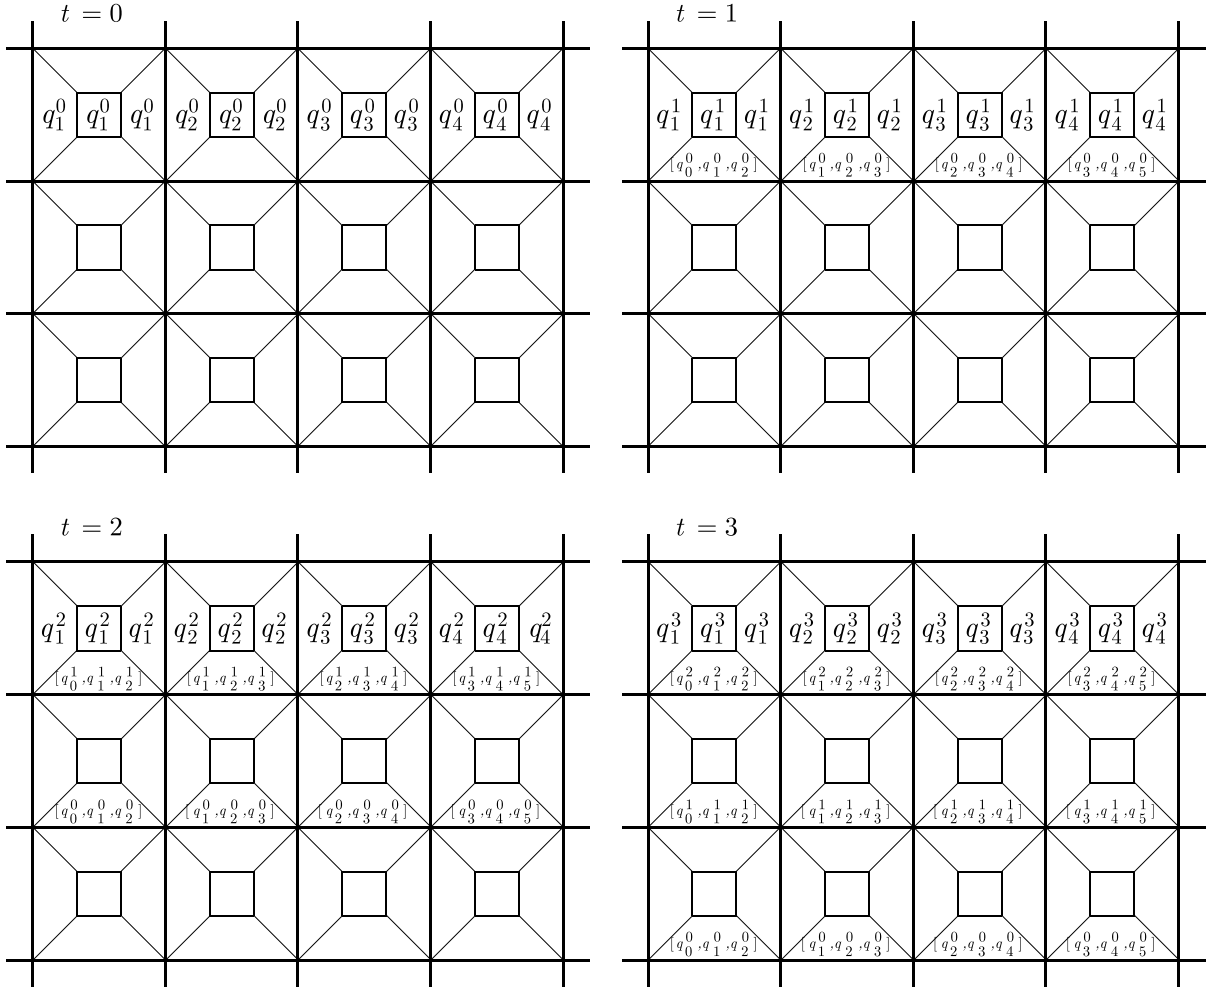 t = 0
q_1^0 q_1^0 q_1^0 q_2^0 q_2^0 q_2^0 q_3^0 q_3^0 q_3^0 q_4^0 q_4^0 q_4^0
t = 1
q_1^1 q_1^1 q_1^1 q_2^1 q_2^1 q_2^1 q_3^1 q_3^1 q_3^1 q_4^1 q_4^1 q_4^1
[q_0^0,q_1^0,q_2^0] [q_1^0,q_2^0,q_3^0] [q_2^0,q_3^0,q_4^0] [q_3^0,q_4^0,q_5^0]
t = 2
q_1^2 q_1^2 q_1^2 q_2^2 q_2^2 q_2^2 q_3^2 q_3^2 q_3^2 q_4^2 q_4^2 q_4^2
[q_0^1,q_1^1,q_2^1] [q_1^1,q_2^1,q_3^1] [q_2^1,q_3^1,q_4^1] [q_3^1,q_4^1,q_5^1]
[q_0^0,q_1^0,q_2^0] [q_1^0,q_2^0,q_3^0] [q_2^0,q_3^0,q_4^0] [q_3^0,q_4^0,q_5^0]
t = 3
q_1^3 q_1^3 q_1^3 q_2^3 q_2^3 q_2^3 q_3^3 q_3^3 q_3^3 q_4^3 q_4^3 q_4^3
[q_0^2,q_1^2,q_2^2] [q_1^2,q_2^2,q_3^2] [q_2^2,q_3^2,q_4^2] [q_3^2,q_4^2,q_5^2]
[q_0^1,q_1^1,q_2^1] [q_1^1,q_2^1,q_3^1] [q_2^1,q_3^1,q_4^1] [q_3^1,q_4^1,q_5^1]
[q_0^0,q_1^0,q_2^0] [q_1^0,q_2^0,q_3^0] [q_2^0,q_3^0,q_4^0] [q_3^0,q_4^0,q_5^0]